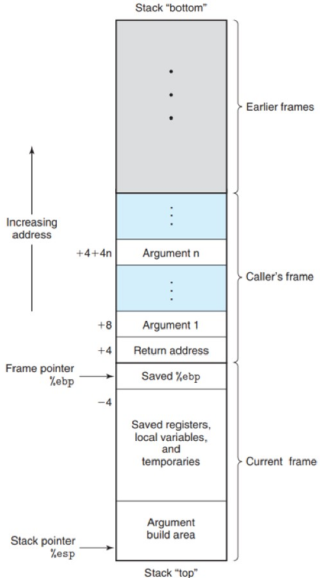 Stack “bottom”
Earlier frames
Increasing
address
+4+4n
Argument n
Caller’s frame
+8
Argument 1
+4
Return address
Frame pointer
%ebp
Saved %ebp
−4
Saved registers,
local variables,
and
temporaries
Current frame
Argument
build area
Stack pointer
%esp
Stack “top”